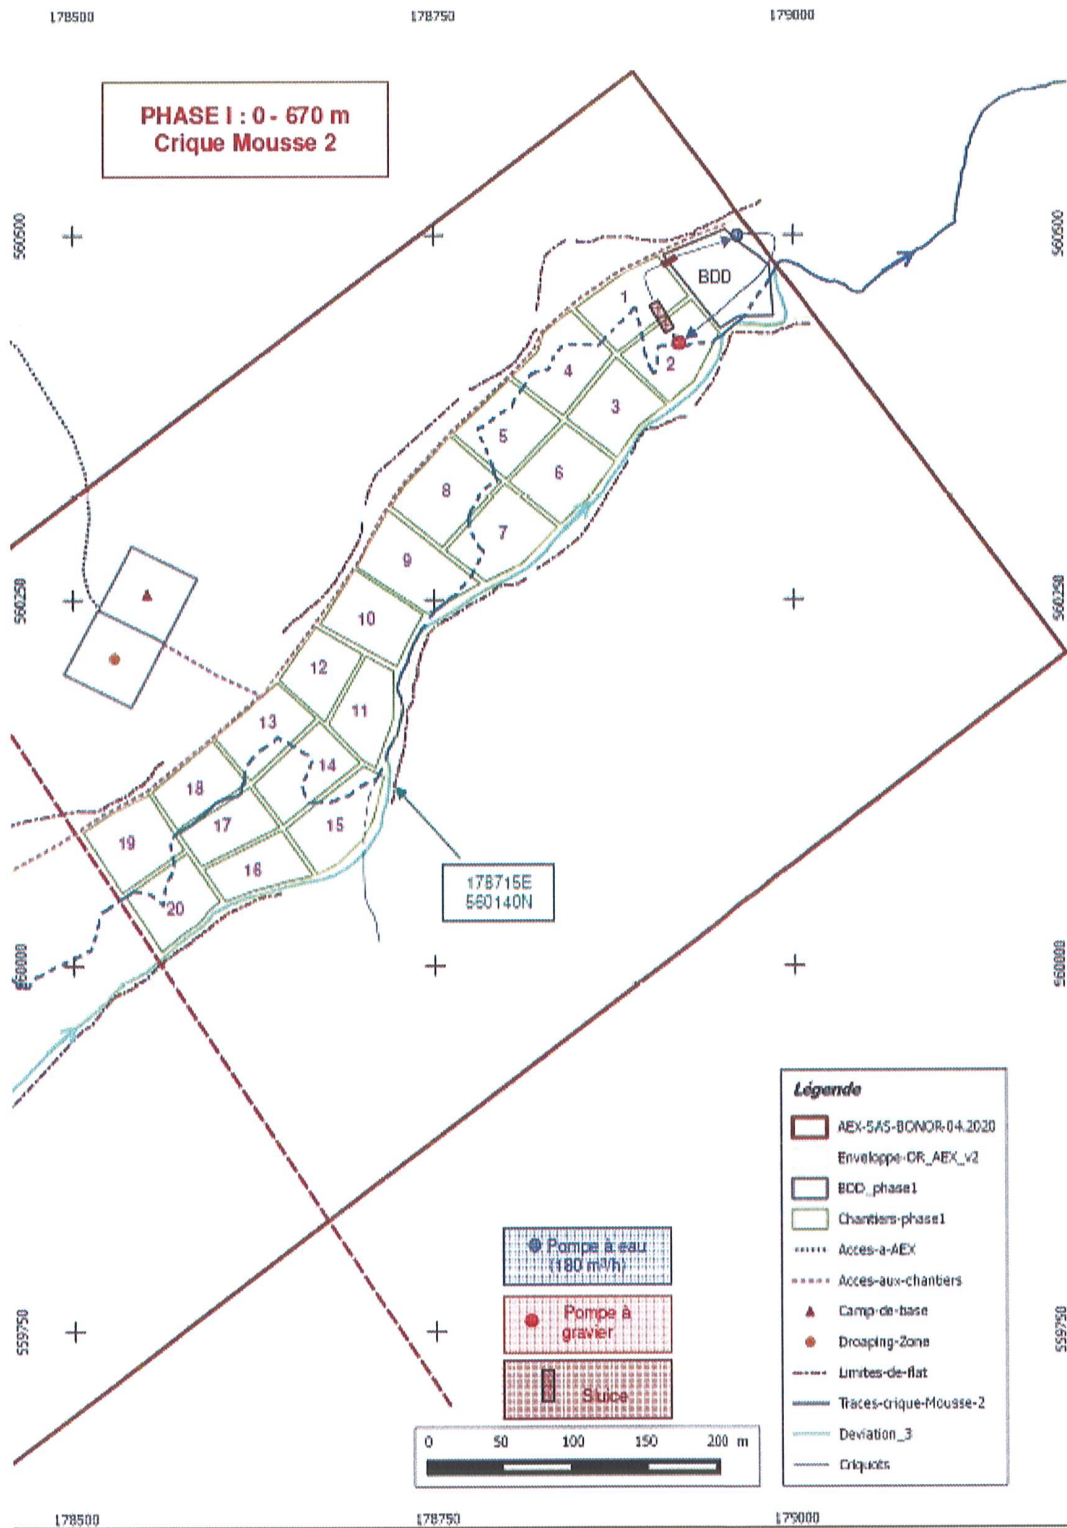 178500
178750
179000
PHASE I : 0 - 670 m
Crique Mousse 2
560500
560500
BDD
1
2
4
3
5
6
8
7
9
560250
560250
10
12
11
13
14
18
17
15
19
16
20
178715E
560140N
560000
560000
Légende
AEX-SAS-BONOR-04.2020
Enveloppe-OR_AEX_v2
BDD_phase1
Chantiers-phase1
Acces-a-AEX
Acces-aux-chantiers
Camp-de-base
Droaping-Zone
Limites-de-flat
Traces-crique-Mousse-2
Deviation_3
Criquots
Pompe à eau
(180 m³/h)
Pompe à
gravier
Sluice
559750
559750
0 50 100 150 200 m
178500
178750
179000